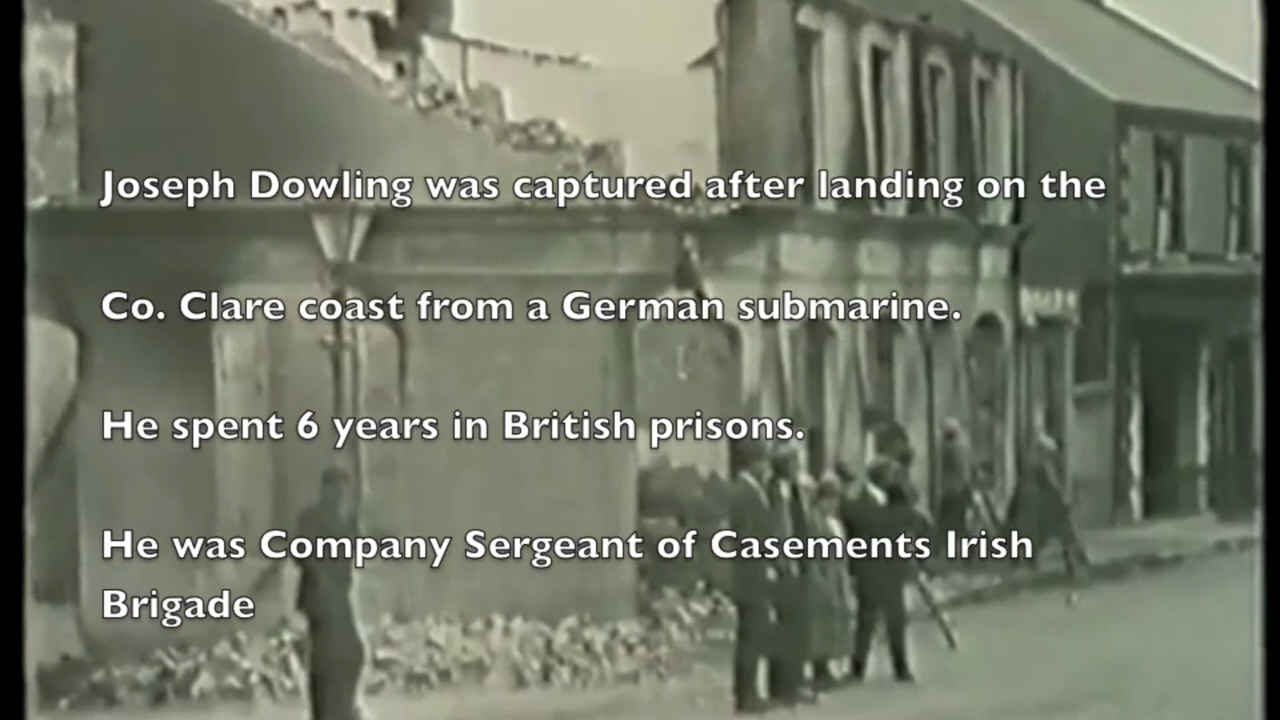 Joseph Dowling was captured after landing on the
Co. Clare coast from a German submarine.
He spent 6 years in British prisons.
He was Company Sergeant of Casements Irish
Brigade